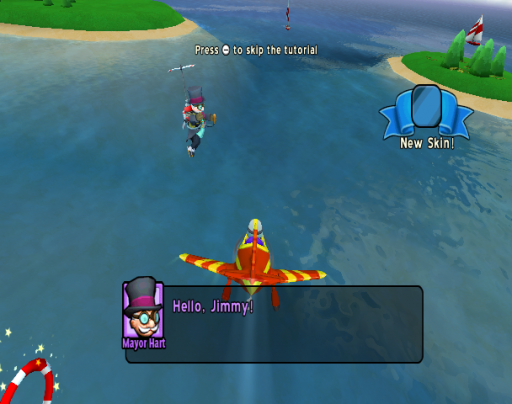 Press ⊖ to skip the tutorial
New Skin!
Hello, Jimmy!
Mayor Hart